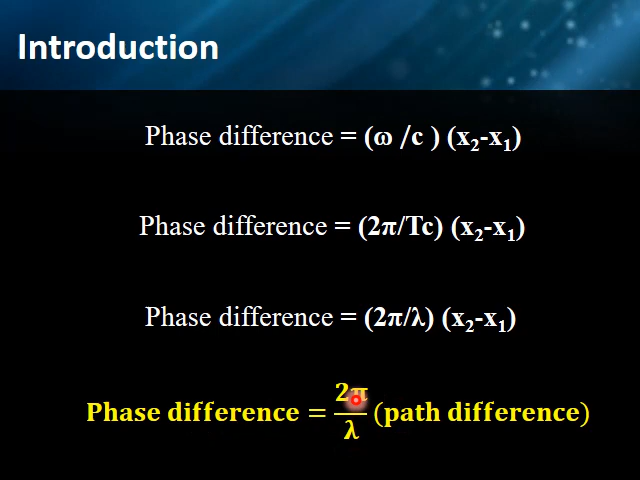 Introduction
Phase difference = (ω /c ) (x₂-x₁)
Phase difference = (2π/Tc) (x₂-x₁)
Phase difference = (2π/λ) (x₂-x₁)
Phase difference = 2π/λ (path difference)